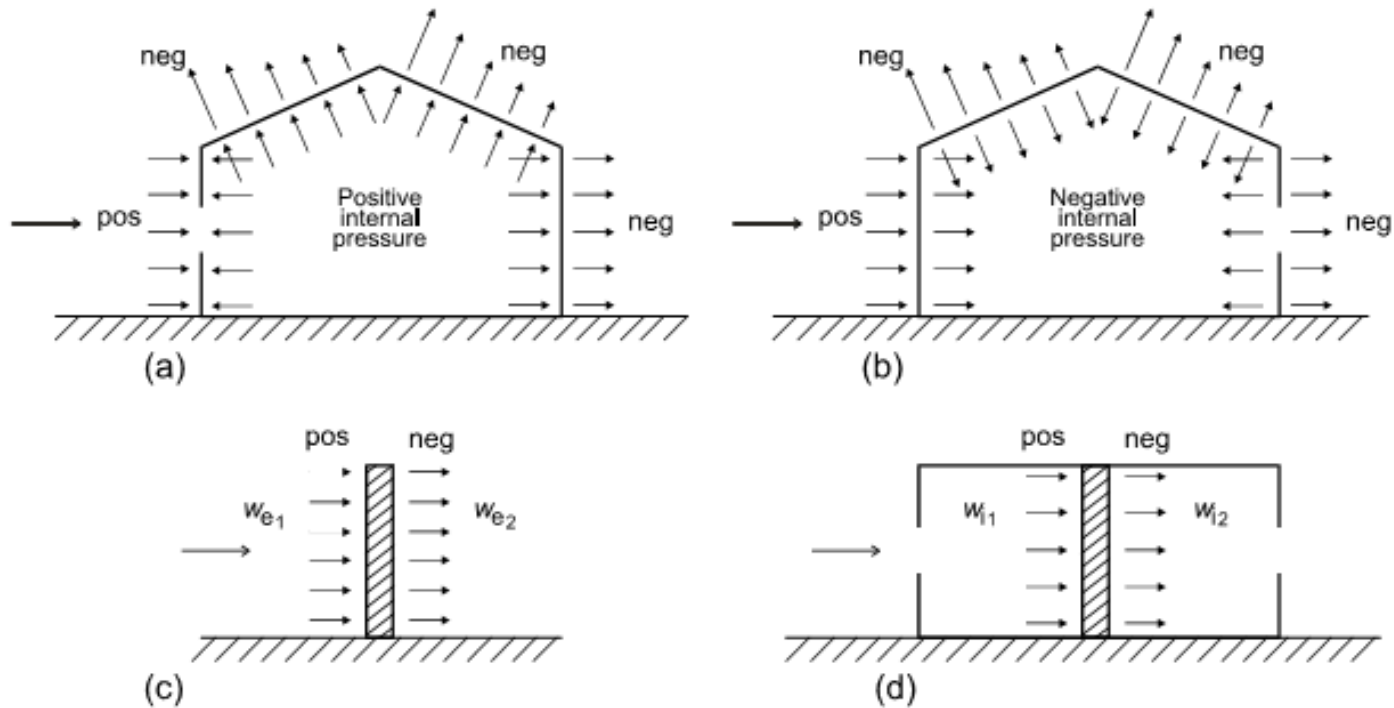 neg neg
pos Positive internal pressure neg
(a)
neg neg
pos Negative internal pressure neg
(b)
pos neg
we1 we2
(c)
pos neg
wi1 wi2
(d)